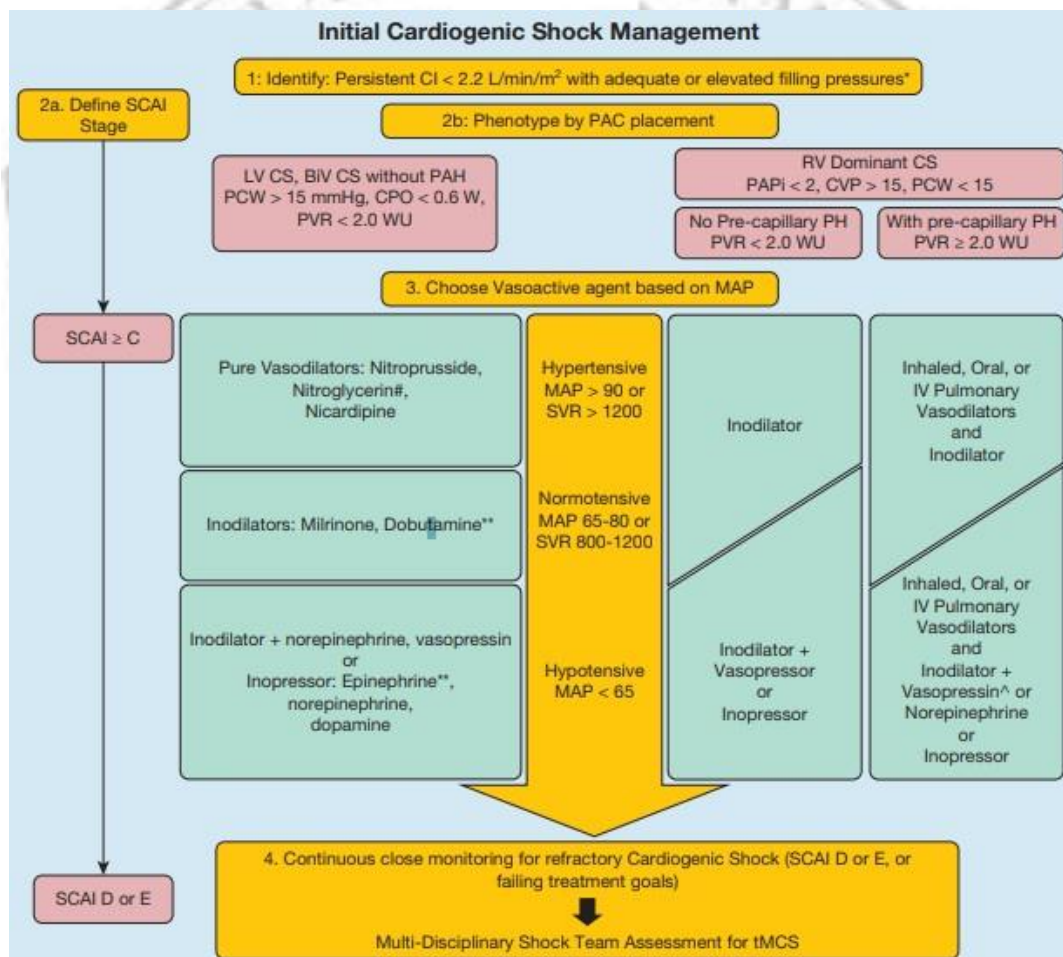 Initial Cardiogenic Shock Management
1: Identify: Persistent CI < 2.2 L/min/m² with adequate or elevated filling pressures*
2a. Define SCAI
Stage
2b: Phenotype by PAC placement
LV CS, BiV CS without PAH
PCW > 15 mmHg, CPO < 0.6 W,
PVR < 2.0 WU
RV Dominant CS
PAPi < 2, CVP > 15, PCW < 15
No Pre-capillary PH
PVR < 2.0 WU
With pre-capillary PH
PVR ≥ 2.0 WU
3. Choose Vasoactive agent based on MAP
SCAI ≥ C
Pure Vasodilators: Nitroprusside,
Nitroglycerin#,
Nicardipine
Hypertensive
MAP > 90 or
SVR > 1200
Inodilator
Inhaled, Oral, or
IV Pulmonary
Vasodilators
and
Inodilator
Inodilators: Milrinone, Dobutamine**
Normotensive
MAP 65-80 or
SVR 800-1200
Inodilator + norepinephrine, vasopressin
or
Inopressor: Epinephrine**,
norepinephrine,
dopamine
Hypotensive
MAP < 65
Inodilator +
Vasopressor
or
Inopressor
Inhaled, Oral, or
IV Pulmonary
Vasodilators
and
Inodilator +
Vasopressin^ or
Norepinephrine
or
Inopressor
SCAI D or E
4. Continuous close monitoring for refractory Cardiogenic Shock (SCAI D or E, or
failing treatment goals)
Multi-Disciplinary Shock Team Assessment for tMCS